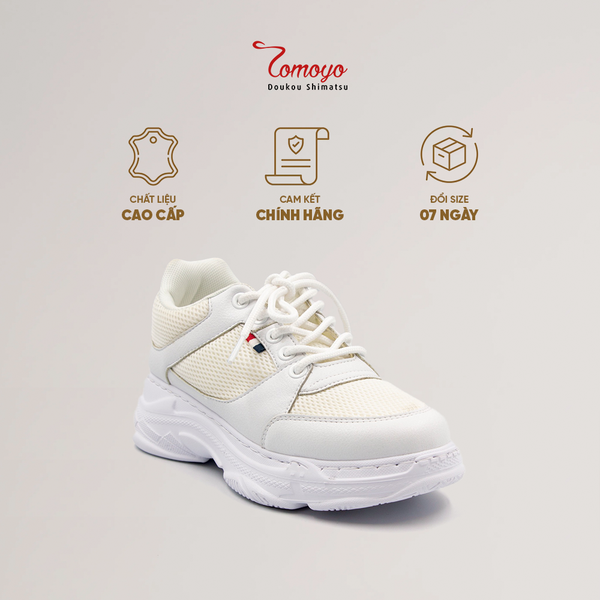 Tomoyo
Doukou Shimatsu
CHẤT LIỆU
CAO CẤP
CAM KẾT
CHÍNH HÃNG
ĐỔI SIZE
07 NGÀY